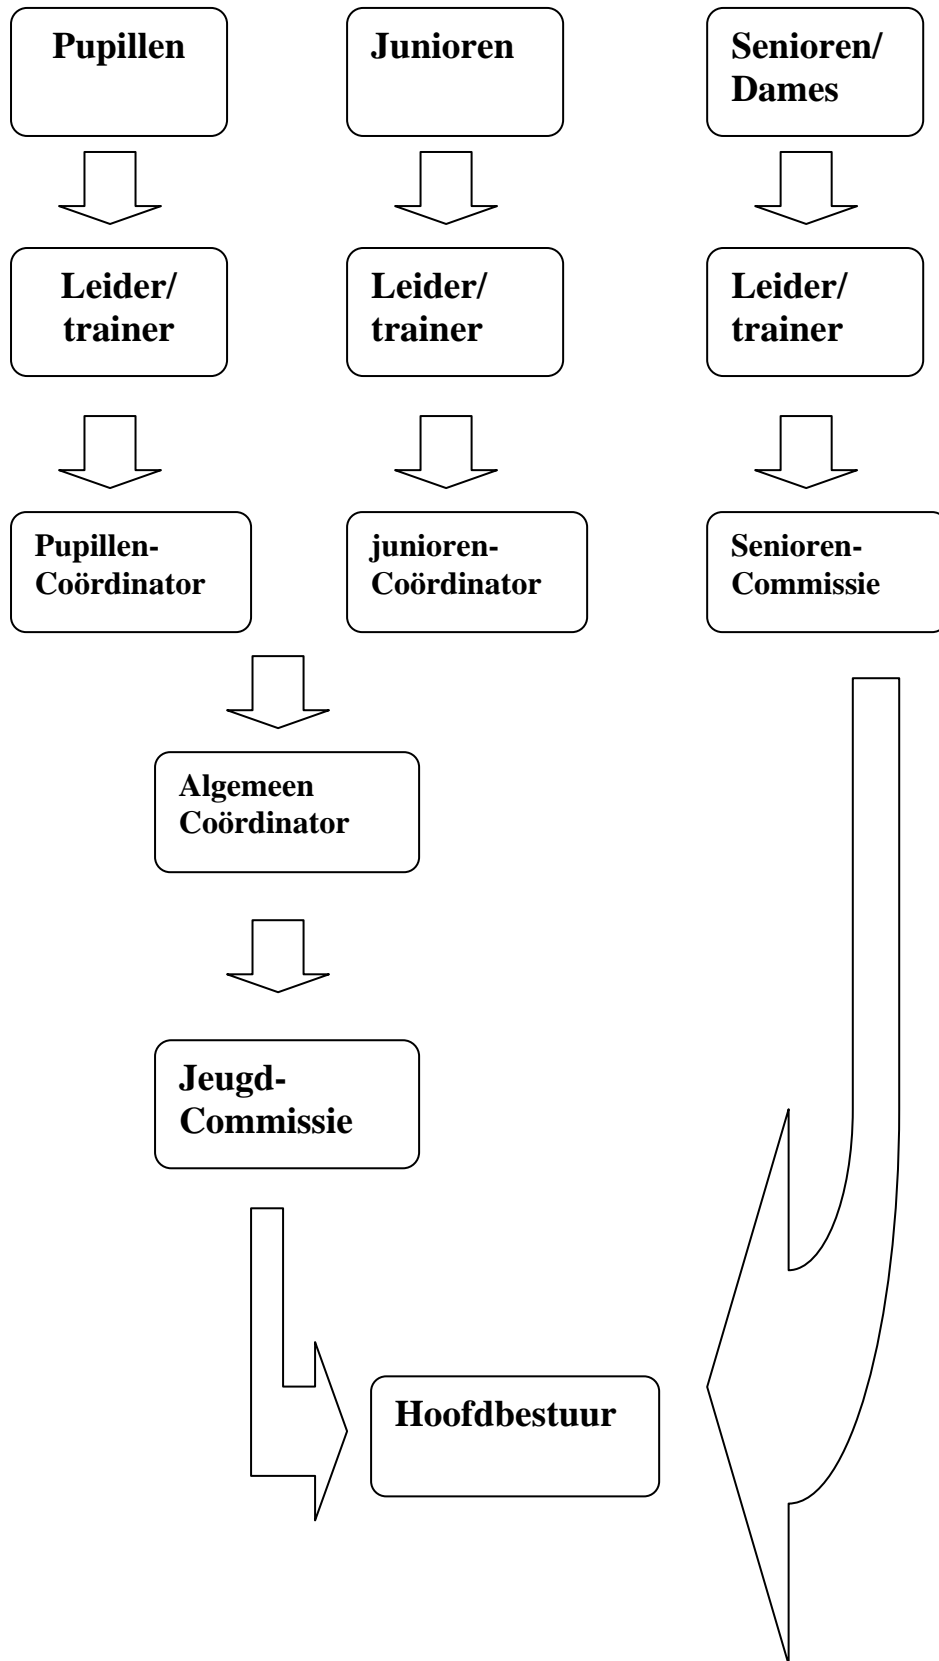 Pupillen
Junioren
Senioren/
Dames
Leider/
trainer
Leider/
trainer
Leider/
trainer
Pupillen-
Coördinator
junioren-
Coördinator
Senioren-
Commissie
Algemeen
Coördinator
Jeugd-
Commissie
Hoofdbestuur